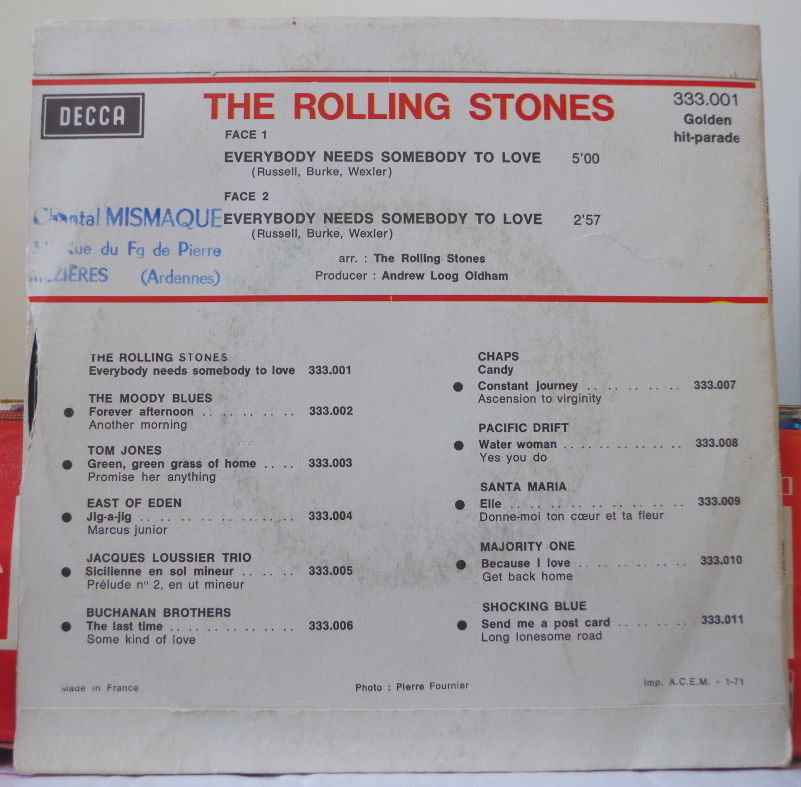 DECCA
THE ROLLING STONES
333.001
Golden
hit-parade
FACE 1
EVERYBODY NEEDS SOMEBODY TO LOVE 5'00
(Russell, Burke, Wexler)
FACE 2
EVERYBODY NEEDS SOMEBODY TO LOVE 2'57
(Russell, Burke, Wexler)
arr. : The Rolling Stones
Producer : Andrew Loog Oldham
Chantal MISMAQUE
Rue du Fg de Pierre
(Ardennes)
THE ROLLING STONES
Everybody needs somebody to love 333.001
THE MOODY BLUES
Forever afternoon .. .. .. .. .. 333.002
Another morning
TOM JONES
Green, green grass of home .. .. 333.003
Promise her anything
EAST OF EDEN
Jig-a-jig .. .. .. .. .. .. .. .. 333.004
Marcus junior
JACQUES LOUSSIER TRIO
Sicilienne en sol mineur .. .. .. 333.005
Prélude nº 2, en ut mineur
BUCHANAN BROTHERS
The last time .. .. .. .. .. .. .. 333.006
Some kind of love
CHAPS
Candy
Constant journey .. .. .. .. .. 333.007
Ascension to virginity
PACIFIC DRIFT
Water woman .. .. .. .. .. .. 333.008
Yes you do
SANTA MARIA
Elle .. .. .. .. .. .. .. .. .. 333.009
Donne-moi ton cœur et ta fleur
MAJORITY ONE
Because I love .. .. .. .. .. 333.010
Get back home
SHOCKING BLUE
Send me a post card .. .. .. .. 333.011
Long lonesome road
Made in France
Photo : Pierre Fournier
Imp. A.C.E.M. - 1-71